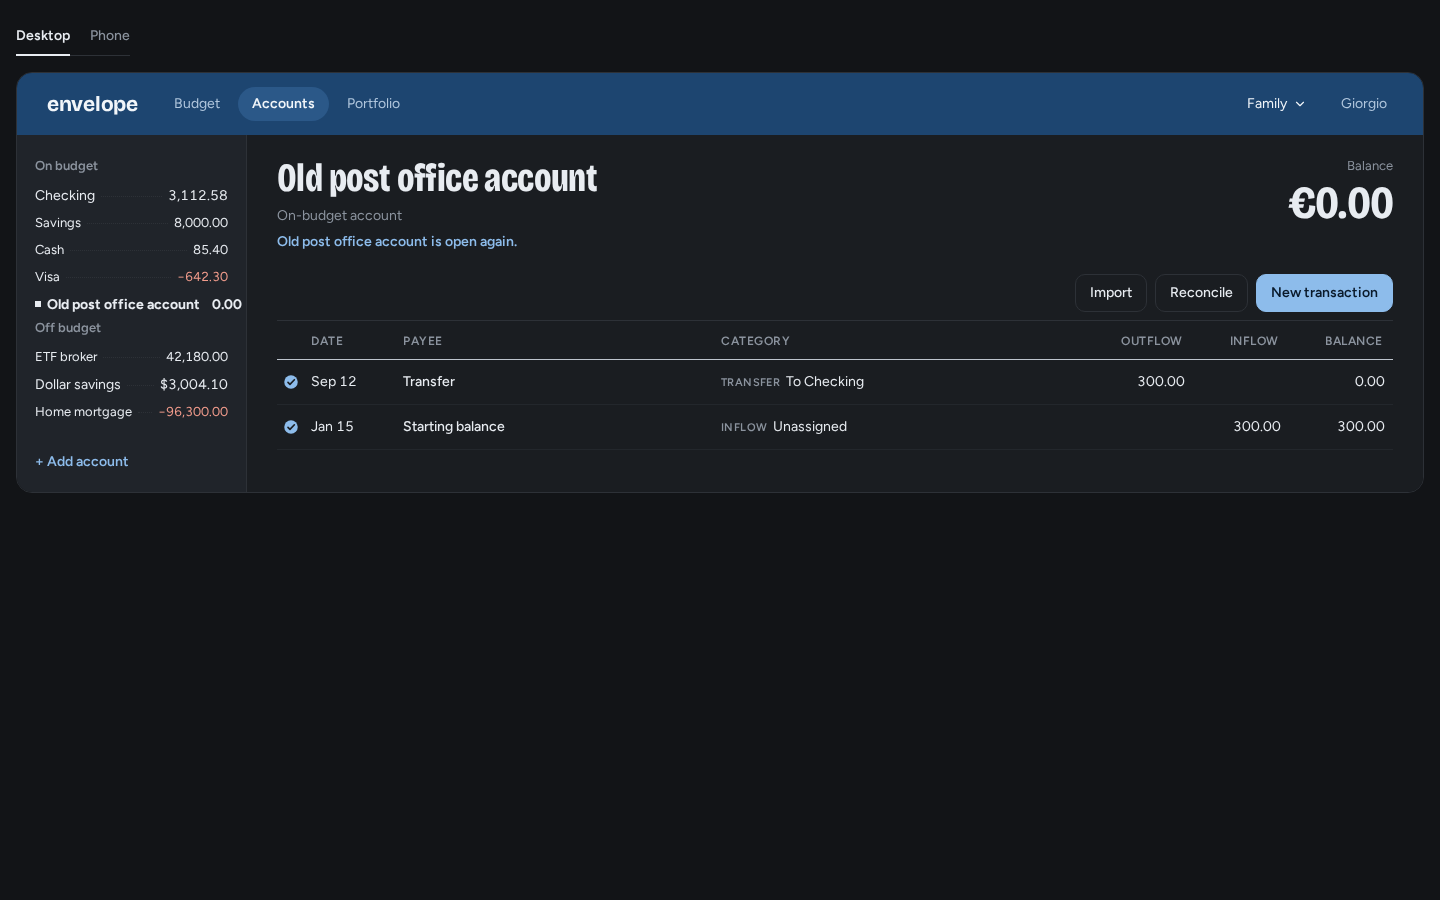 Desktop Phone
envelope Budget Accounts Portfolio Family Giorgio
On budget
Checking 3,112.58
Savings 8,000.00
Cash 85.40
Visa −642.30
Old post office account 0.00
Off budget
ETF broker 42,180.00
Dollar savings $3,004.10
Home mortgage −96,300.00
+ Add account
Old post office account
On-budget account
Old post office account is open again.
Balance
€0.00
Import Reconcile New transaction
DATE PAYEE CATEGORY OUTFLOW INFLOW BALANCE
Sep 12 Transfer TRANSFER To Checking 300.00 0.00
Jan 15 Starting balance INFLOW Unassigned 300.00 300.00